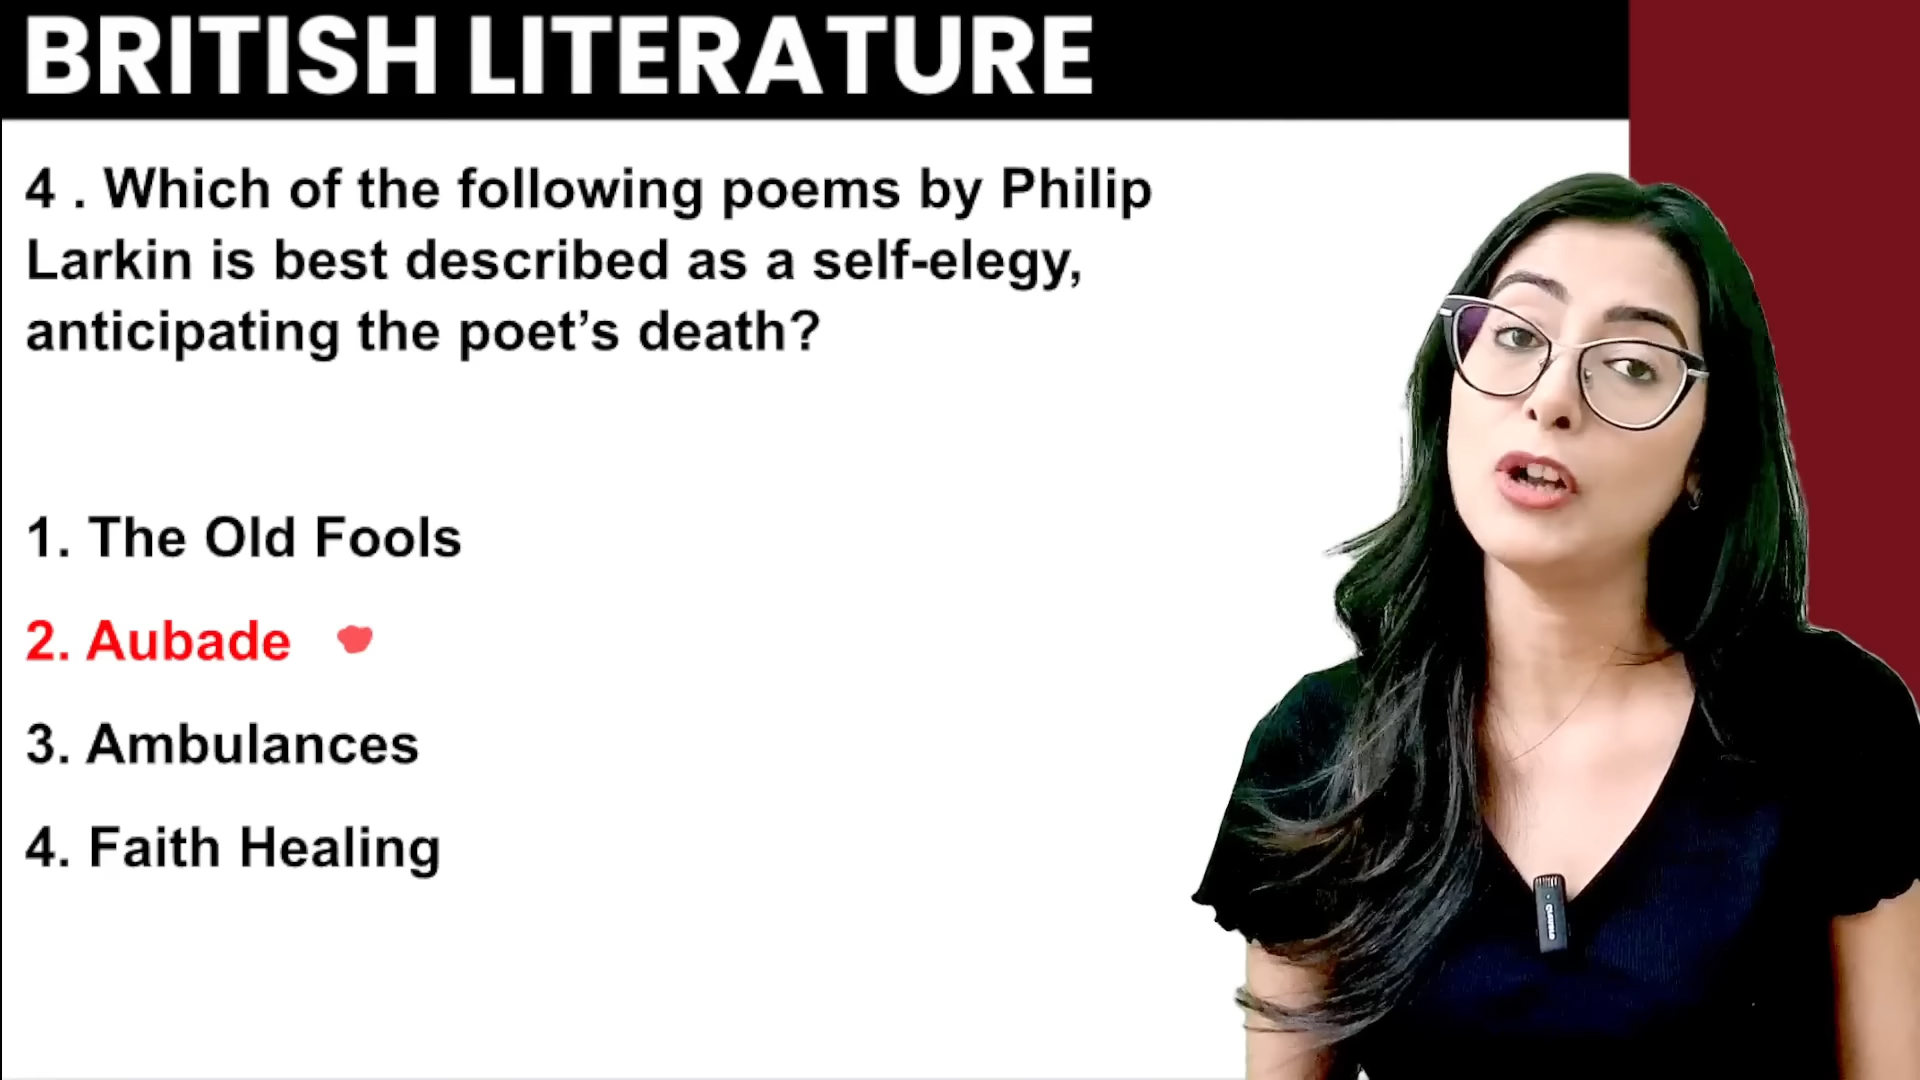 BRITISH LITERATURE
4 . Which of the following poems by Philip
Larkin is best described as a self-elegy,
anticipating the poet’s death?
1. The Old Fools
2. Aubade
3. Ambulances
4. Faith Healing